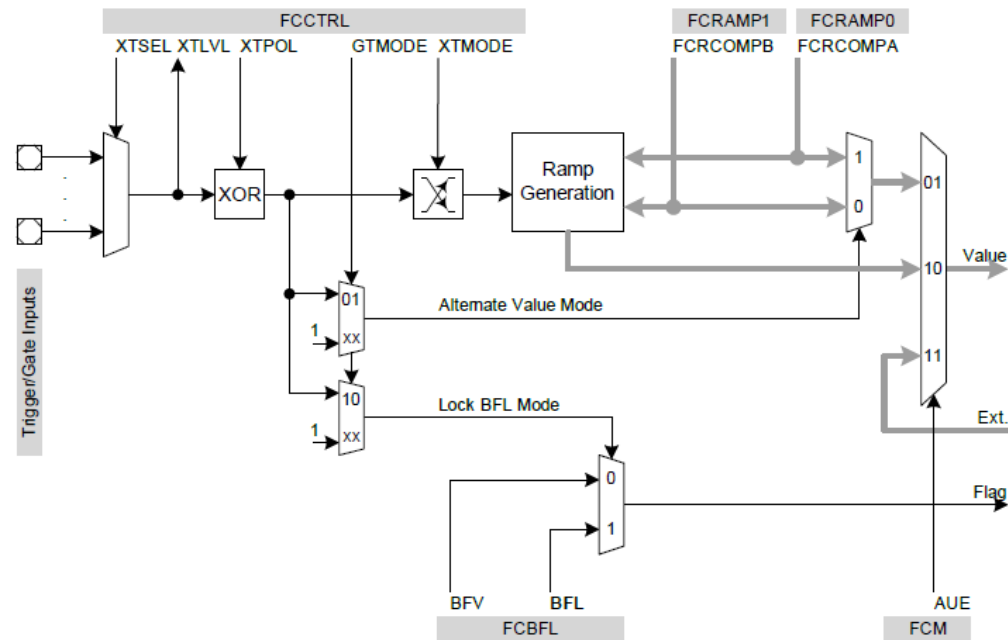 FCCTRL
FCRAMP1
FCRAMP0
XTSEL XTLVL XTPOL GTMODE XTMODE
FCRCOMPB FCRCOMPA
XOR
Ramp
Generation
1
0
01
10
11
Value
Ext.
Trigger/Gate Inputs
01
1
xx
Alternate Value Mode
10
1
xx
Lock BFL Mode
0
1
Flag
BFV
BFL
AUE
FCBFL
FCM